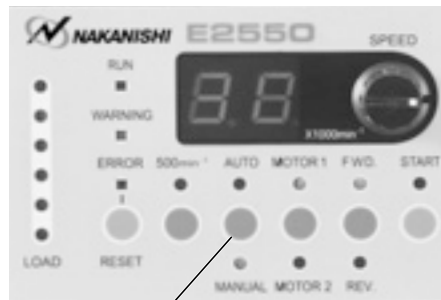 NAKANISHI E2550
SPEED
RUN
WARNING
88
X1000min⁻¹
ERROR 500min⁻¹ AUTO MOTOR 1 FWD. START
LOAD RESET
MANUAL MOTOR 2 REV.